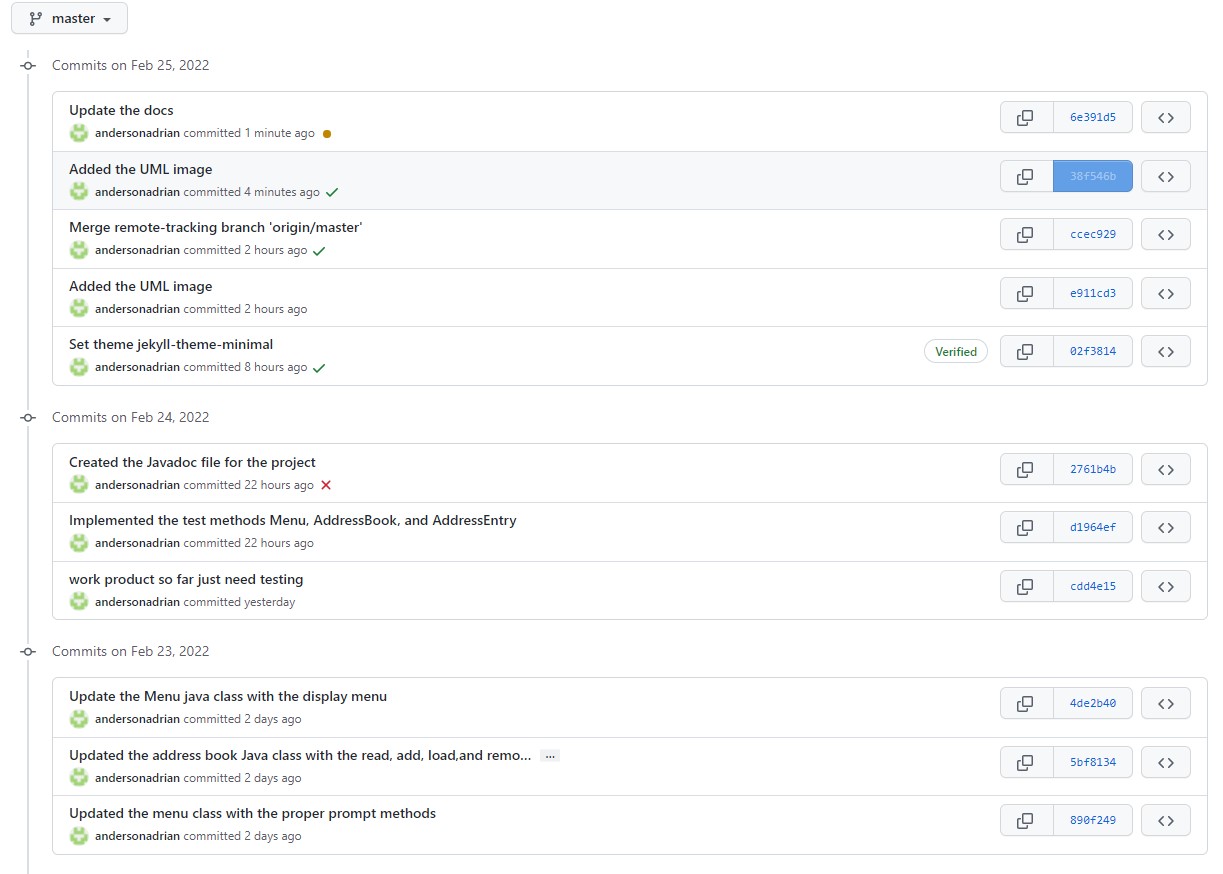 master
Commits on Feb 25, 2022
Update the docs
andersonadrian committed 1 minute ago
6e391d5
Added the UML image
andersonadrian committed 4 minutes ago
38f546b
Merge remote-tracking branch 'origin/master'
andersonadrian committed 2 hours ago
ccec929
Added the UML image
andersonadrian committed 2 hours ago
e911cd3
Set theme jekyll-theme-minimal
andersonadrian committed 8 hours ago
Verified
02f3814
Commits on Feb 24, 2022
Created the Javadoc file for the project
andersonadrian committed 22 hours ago
2761b4b
Implemented the test methods Menu, AddressBook, and AddressEntry
andersonadrian committed 22 hours ago
d1964ef
work product so far just need testing
andersonadrian committed yesterday
cdd4e15
Commits on Feb 23, 2022
Update the Menu java class with the display menu
andersonadrian committed 2 days ago
4de2b40
Updated the address book Java class with the read, add, load,and remo... ...
andersonadrian committed 2 days ago
5bf8134
Updated the menu class with the proper prompt methods
andersonadrian committed 2 days ago
890f249